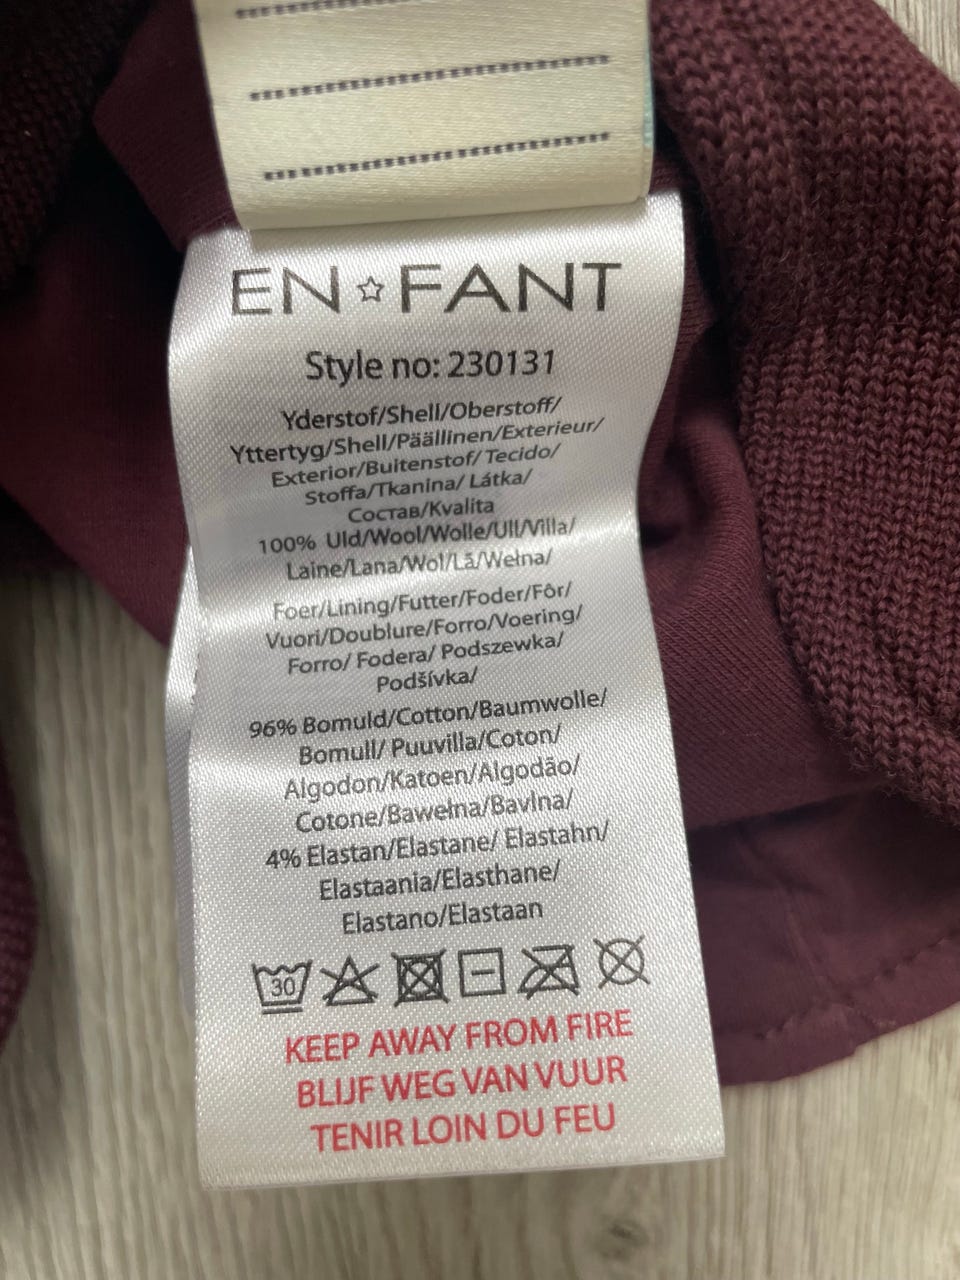 EN☆FANT
Style no: 230131
Yderstof/Shell/Oberstoff/
Yttertyg/Shell/Päällinen/Exterieur/
Exterior/Buitenstof/ Tecido/
Stoffa/Tkanina/ Látka/
Состав/Kvalita
100% Uld/Wool/Wolle/Ull/Villa/
Laine/Lana/Wol/Lã/Wełna/
Foer/Lining/Futter/Foder/Fôr/
Vuori/Doublure/Forro/Voering/
Forro/ Fodera/ Podszewka/
Podšívka/
96% Bomuld/Cotton/Baumwolle/
Bomull/ Puuvilla/Coton/
Algodon/Katoen/Algodão/
Cotone/Bawełna/Bavlna/
4% Elastan/Elastane/ Elastahn/
Elastaania/Elasthane/
Elastano/Elastaan
30
KEEP AWAY FROM FIRE
BLIJF WEG VAN VUUR
TENIR LOIN DU FEU